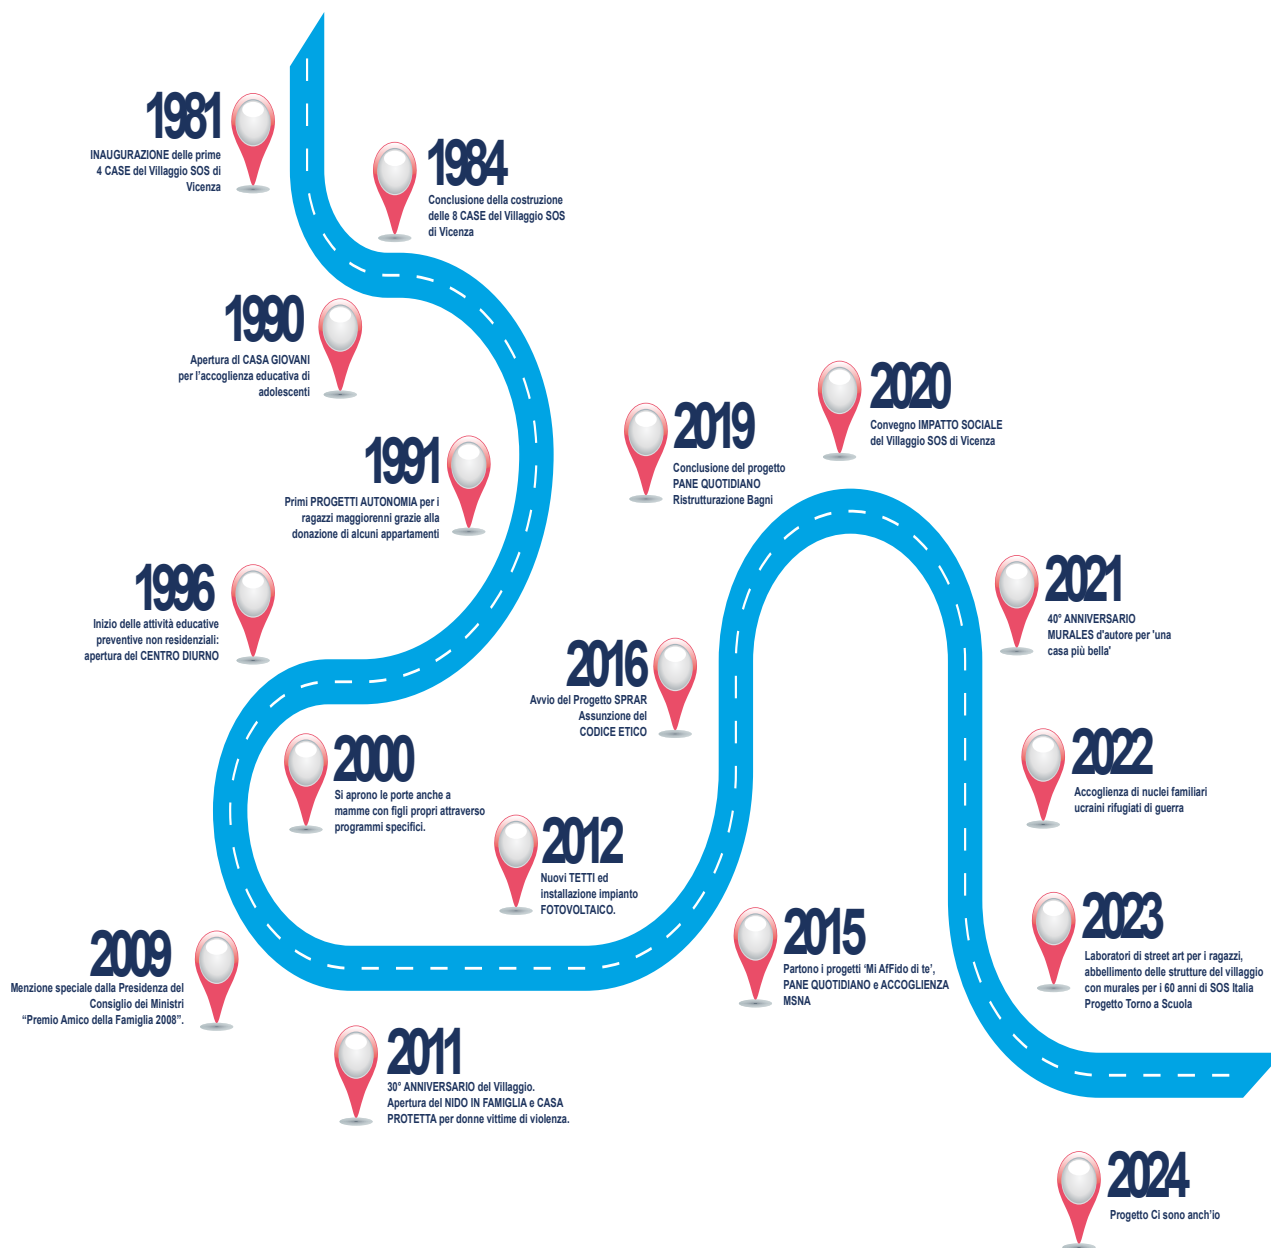 1981
INAUGURAZIONE delle prime
4 CASE del Villaggio SOS di
Vicenza
1984
Conclusione della costruzione
delle 8 CASE del Villaggio SOS
di Vicenza
1990
Apertura di CASA GIOVANI
per l'accoglienza educativa di
adolescenti
1991
Primi PROGETTI AUTONOMIA per i
ragazzi maggiorenni grazie alla
donazione di alcuni appartamenti
1996
Inizio delle attività educative
preventive non residenziali:
apertura del CENTRO DIURNO
2000
Si aprono le porte anche a
mamme con figli propri attraverso
programmi specifici.
2009
Menzione speciale dalla Presidenza del
Consiglio dei Ministri
“Premio Amico della Famiglia 2008”.
2011
30° ANNIVERSARIO del Villaggio.
Apertura del NIDO IN FAMIGLIA e CASA
PROTETTA per donne vittime di violenza.
2012
Nuovi TETTI ed
installazione impianto
FOTOVOLTAICO.
2015
Partono i progetti ‘Mi AfFido di te’,
PANE QUOTIDIANO e ACCOGLIENZA
MSNA
2016
Avvio del Progetto SPRAR
Assunzione del
CODICE ETICO
2019
Conclusione del progetto
PANE QUOTIDIANO
Ristrutturazione Bagni
2020
Convegno IMPATTO SOCIALE
del Villaggio SOS di Vicenza
2021
40° ANNIVERSARIO
MURALES d'autore per 'una
casa più bella'
2022
Accoglienza di nuclei familiari
ucraini rifugiati di guerra
2023
Laboratori di street art per i ragazzi,
abbellimento delle strutture del villaggio
con murales per i 60 anni di SOS Italia
Progetto Torno a Scuola
2024
Progetto Ci sono anch’io